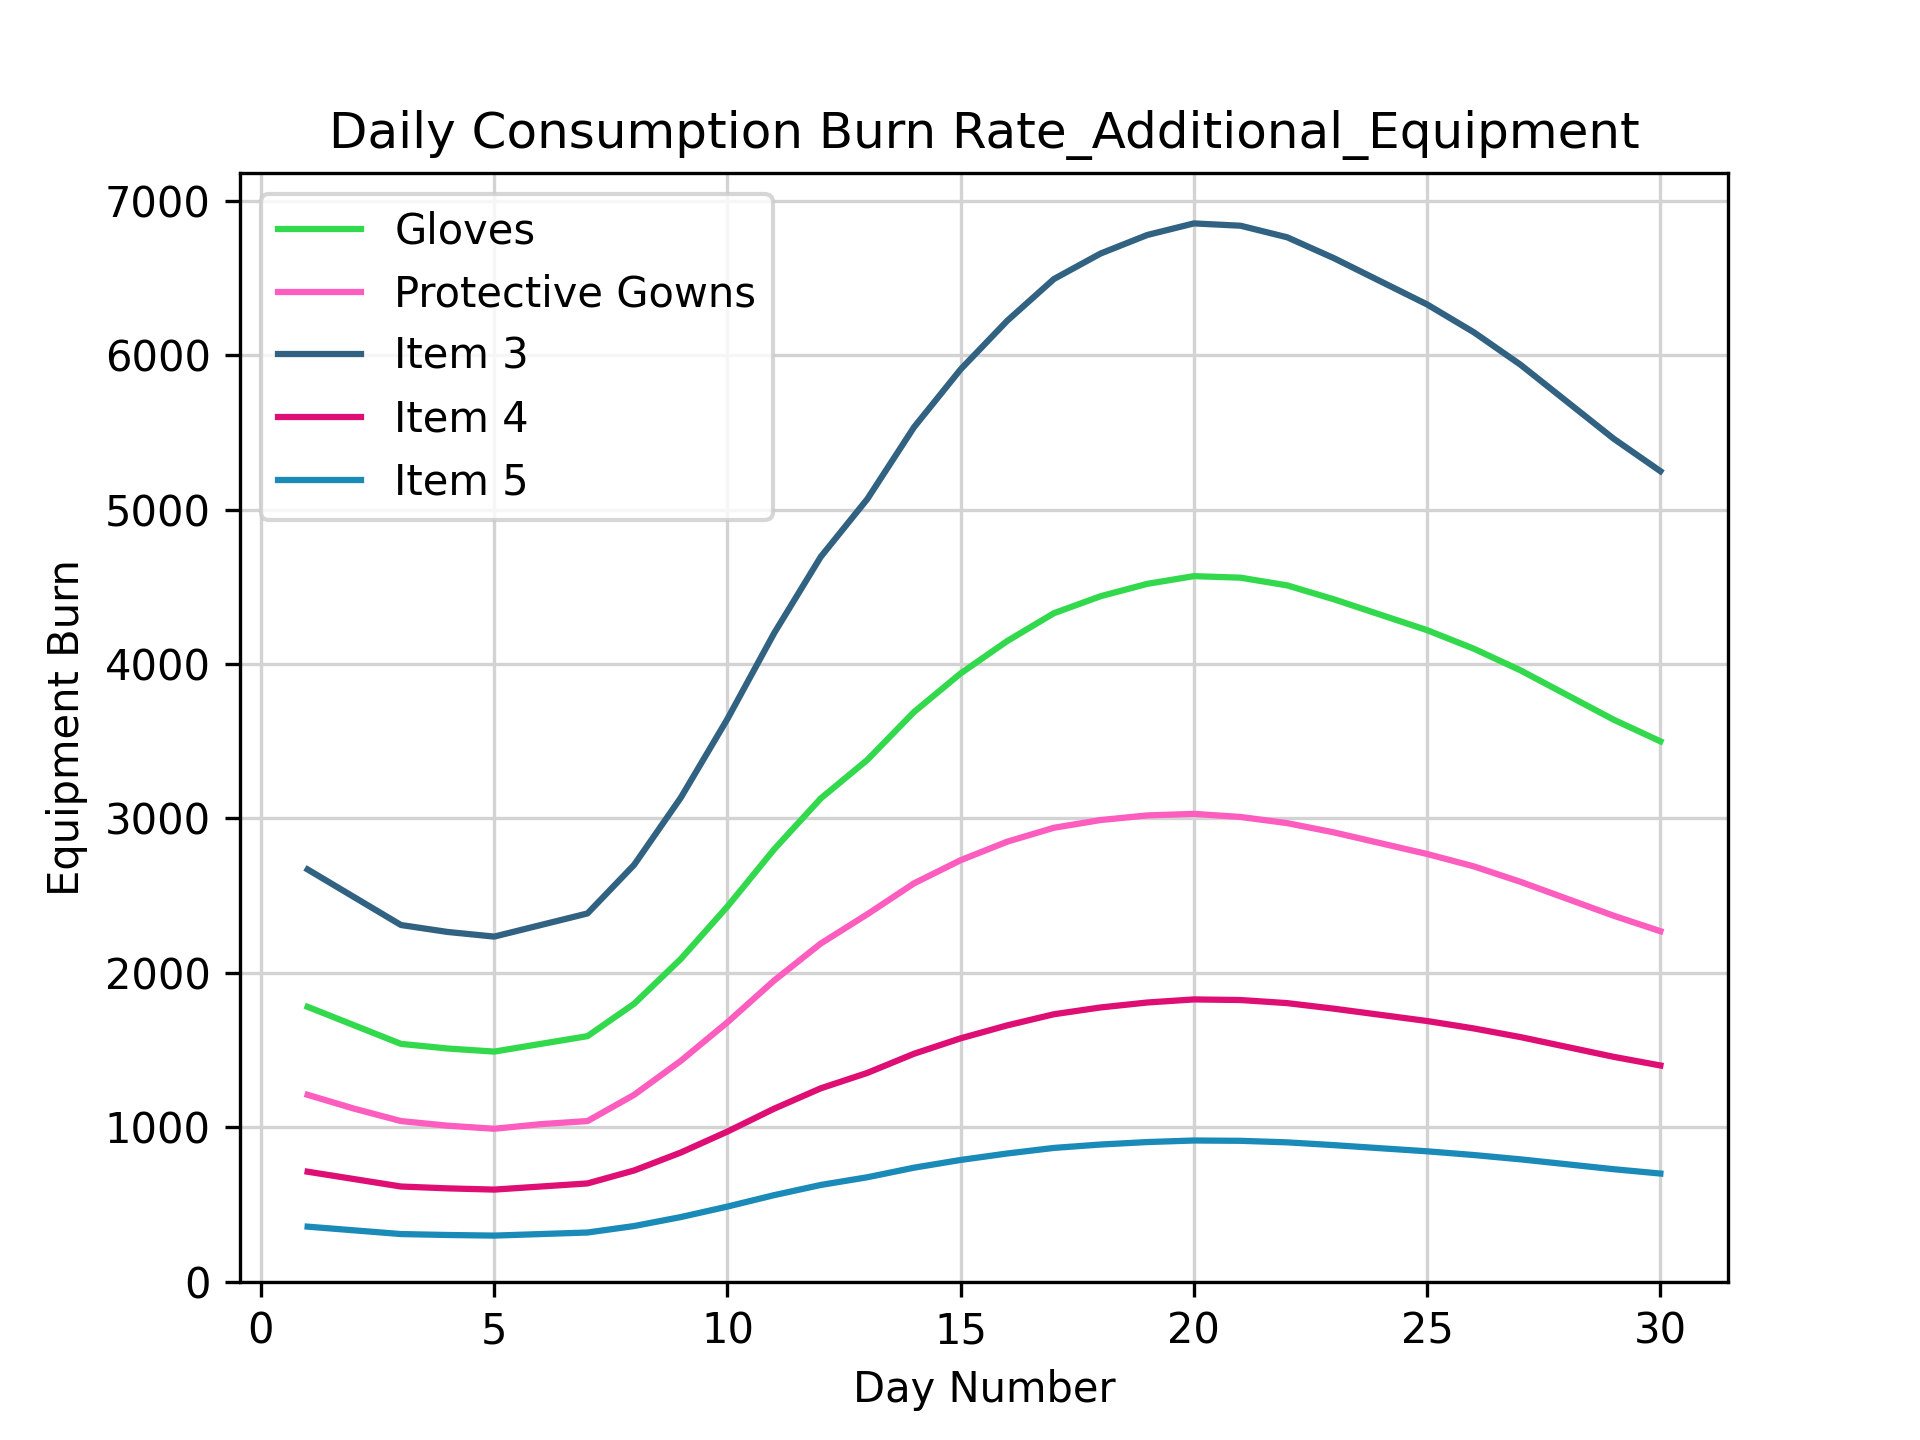 Daily Consumption Burn Rate_Additional_Equipment
7000
6000
5000
4000
3000
2000
1000
0
Equipment Burn
Gloves
Protective Gowns
Item 3
Item 4
Item 5
0 5 10 15 20 25 30
Day Number